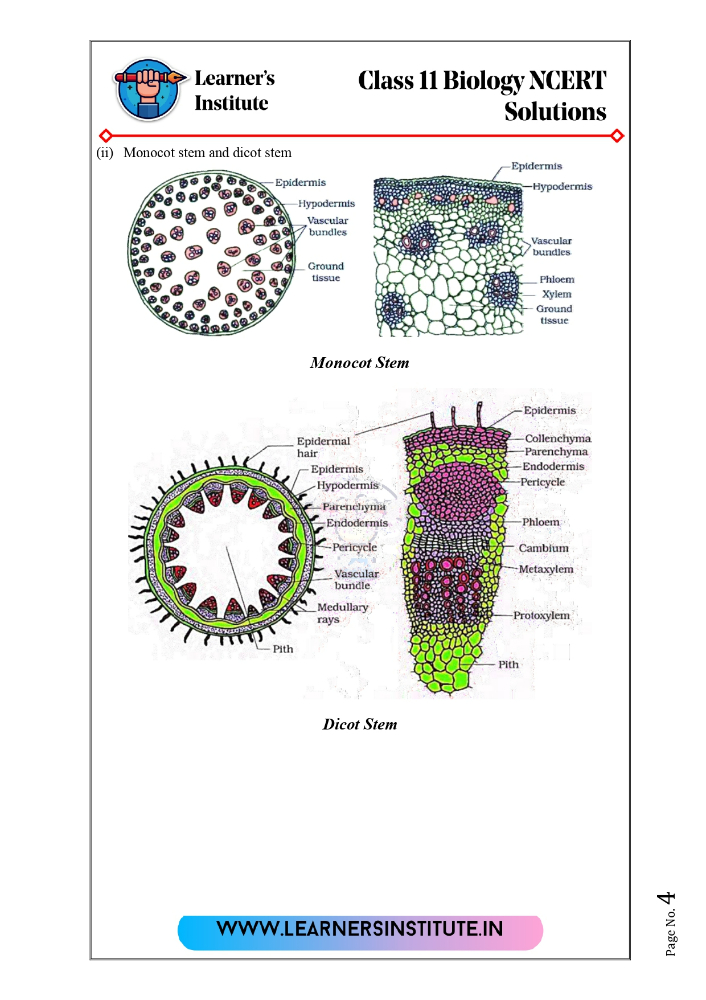 Learner's
Institute
Class 11 Biology NCERT
Solutions
(ii) Monocot stem and dicot stem
Epidermis
Hypodermis
Vascular
bundles
Ground
tissue
Epidermis
Hypodermis
Vascular
bundles
Phloem
Xylem
Ground
tissue
Monocot Stem
Epidermal
hair
Epidermis
Hypodermis
Parenchyma
Endodermis
Pericycle
Vascular
bundle
Medullary
rays
Pith
Epidermis
Collenchyma
Parenchyma
Endodermis
Pericycle
Phloem
Cambium
Metaxylem
Protoxylem
Pith
Dicot Stem
Page No. 4
WWW.LEARNERSINSTITUTE.IN